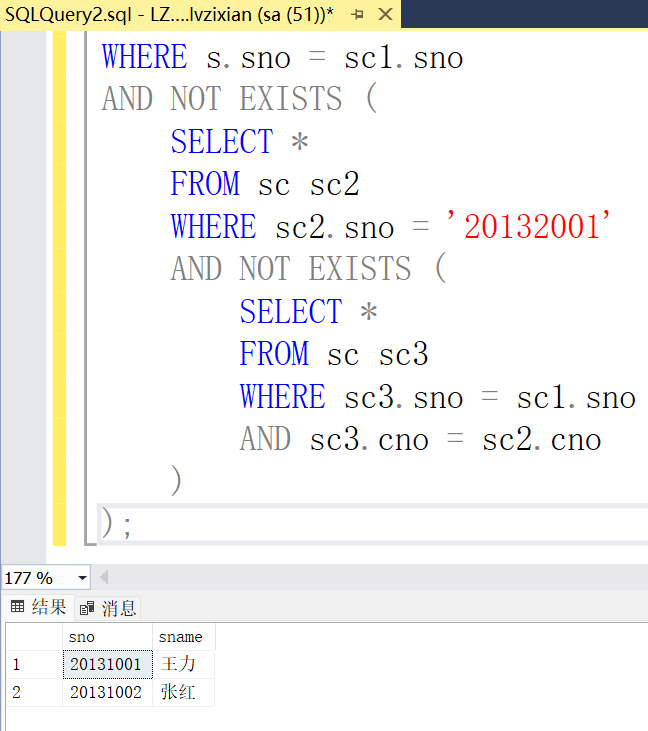 SQLQuery2.sql - LZ....lvzixian (sa (51))*
WHERE s.sno = sc1.sno
AND NOT EXISTS (
SELECT *
FROM sc sc2
WHERE sc2.sno = '20132001'
AND NOT EXISTS (
SELECT *
FROM sc sc3
WHERE sc3.sno = sc1.sno
AND sc3.cno = sc2.cno
)
);
177 %
结果 消息
sno sname
1 20131001 王力
2 20131002 张红